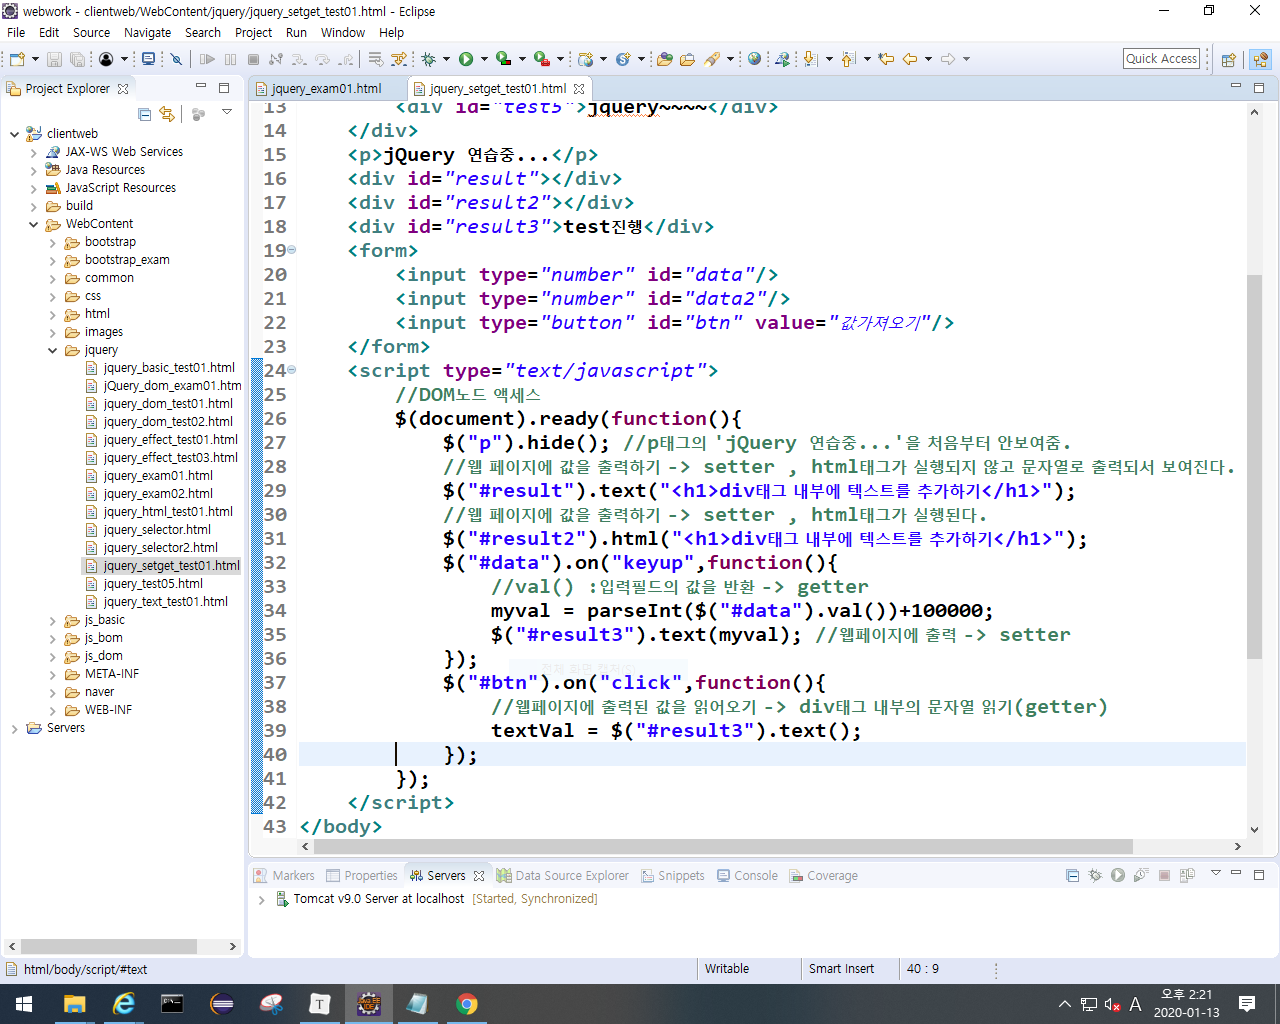 webwork - clientweb/WebContent/jquery/jquery_setget_test01.html - Eclipse
File Edit Source Navigate Search Project Run Window Help
Quick Access
Project Explorer
jquery_exam01.html
jquery_setget_test01.html
clientweb
JAX-WS Web Services
Java Resources
JavaScript Resources
build
WebContent
bootstrap
bootstrap_exam
common
css
html
images
jquery
jquery_basic_test01.html
jQuery_dom_exam01.htm
jquery_dom_test01.html
jquery_dom_test02.html
jquery_effect_test01.html
jquery_effect_test03.html
jquery_exam01.html
jquery_exam02.html
jquery_html_test01.html
jquery_selector.html
jquery_selector2.html
jquery_setget_test01.html
jquery_test05.html
jquery_text_test01.html
js_basic
js_bom
js_dom
META-INF
naver
WEB-INF
Servers
13 <div id="test5">jquery~~~~</div>
14 </div>
15 <p>jQuery 연습중...</p>
16 <div id="result"></div>
17 <div id="result2"></div>
18 <div id="result3">test진행</div>
19 <form>
20 <input type="number" id="data"/>
21 <input type="number" id="data2"/>
22 <input type="button" id="btn" value="값가져오기"/>
23 </form>
24 <script type="text/javascript">
25 //DOM노드 액세스
26 $(document).ready(function(){
27 $("p").hide(); //p태그의 'jQuery 연습중...'을 처음부터 안보여줌.
28 //웹 페이지에 값을 출력하기 -> setter , html태그가 실행되지 않고 문자열로 출력되서 보여진다.
29 $("#result").text("<h1>div태그 내부에 텍스트를 추가하기</h1>");
30 //웹 페이지에 값을 출력하기 -> setter , html태그가 실행된다.
31 $("#result2").html("<h1>div태그 내부에 텍스트를 추가하기</h1>");
32 $("#data").on("keyup",function(){
33 //val() :입력필드의 값을 반환 -> getter
34 myval = parseInt($("#data").val())+100000;
35 $("#result3").text(myval); //웹페이지에 출력 -> setter
36 });
37 $("#btn").on("click",function(){
38 //웹페이지에 출력된 값을 읽어오기 -> div태그 내부의 문자열 읽기(getter)
39 textVal = $("#result3").text();
40 });
41 });
42 </script>
43 </body>
Markers Properties Servers Data Source Explorer Snippets Console Coverage
Tomcat v9.0 Server at localhost [Started, Synchronized]
html/body/script/#text
Writable
Smart Insert
40 : 9
A
오후 2:21
2020-01-13